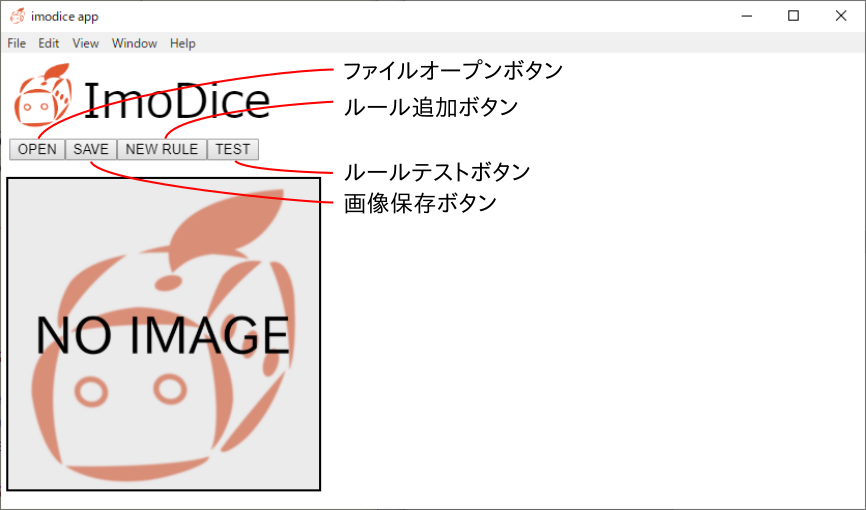 imodice app
File Edit View Window Help
ImoDice
ファイルオープンボタン
ルール追加ボタン
OPEN SAVE NEW RULE TEST
ルールテストボタン
画像保存ボタン
NO IMAGE